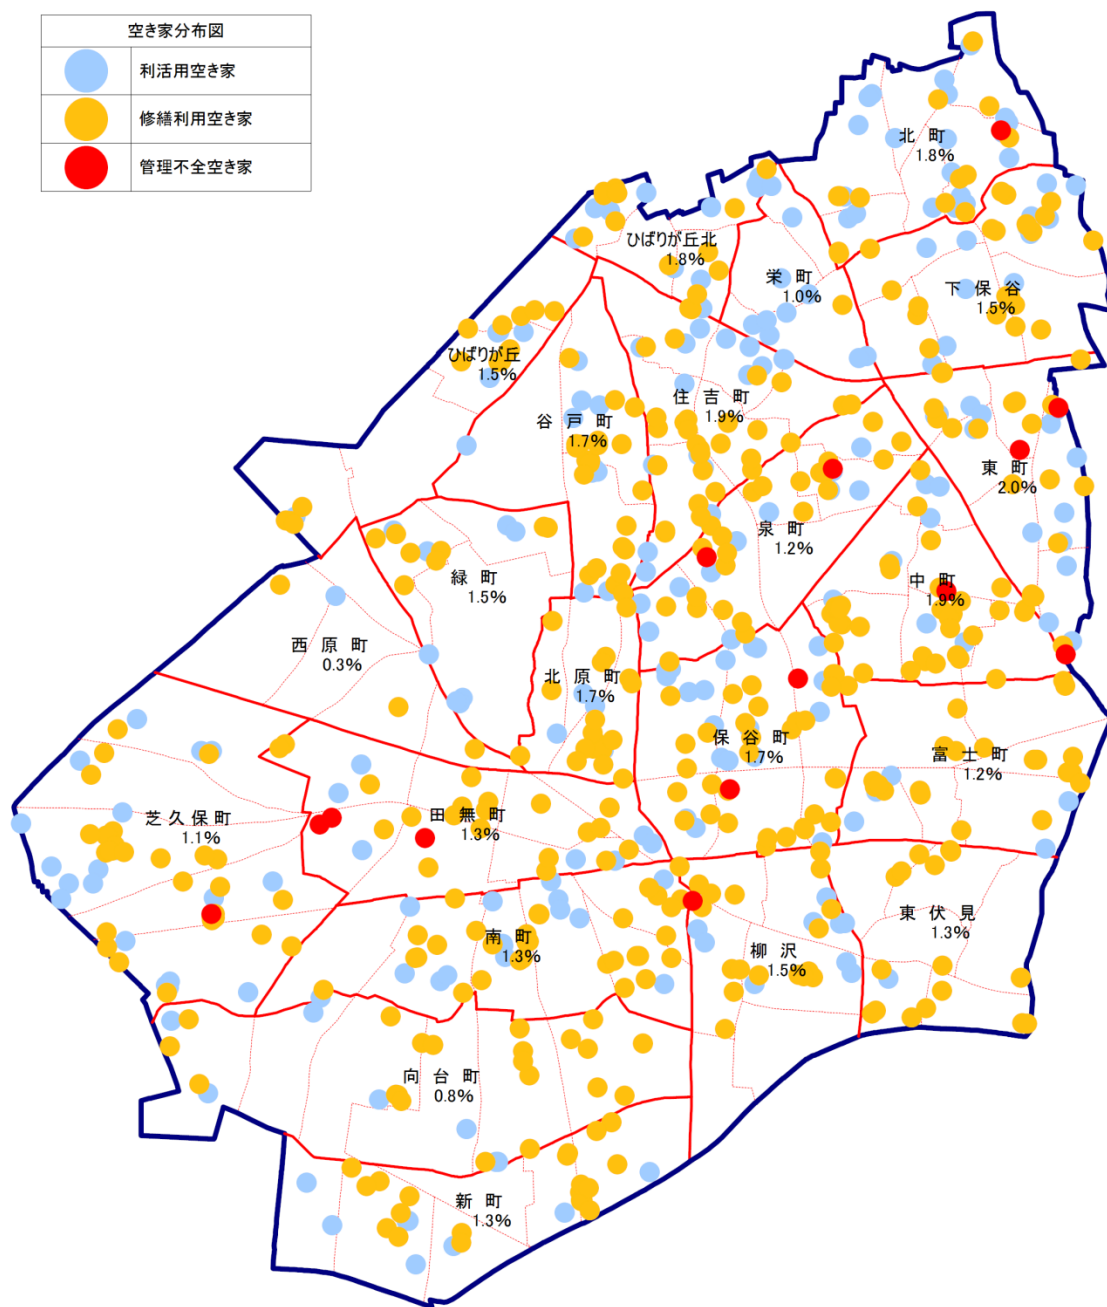 空き家分布図
利活用空き家
修繕利用空き家
管理不全空き家
北町
1.8%
ひばりが丘北
1.8%
栄町
1.0%
下保谷
1.5%
ひばりが丘
1.5%
住吉町
1.9%
谷戸町
1.7%
東町
2.0%
泉町
1.2%
緑町
1.5%
中町
1.9%
西原町
0.3%
北原町
1.7%
保谷町
1.7%
富士町
1.2%
芝久保町
1.1%
田無町
1.3%
東伏見
1.3%
南町
1.3%
柳沢
1.5%
向台町
0.8%
新町
1.3%